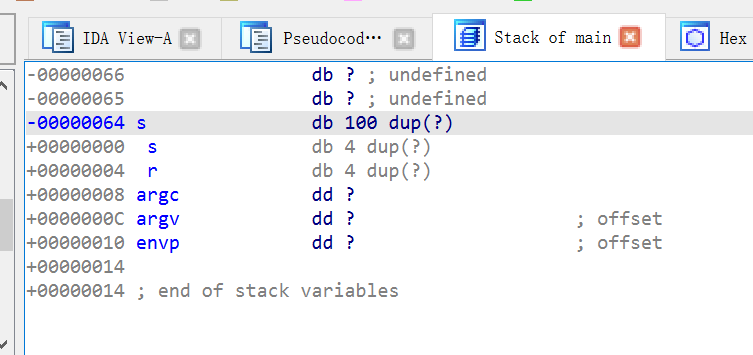 IDA View-A Pseudocod··· Stack of main Hex
-00000066 db ? ; undefined
-00000065 db ? ; undefined
-00000064 s db 100 dup(?)
+00000000 s db 4 dup(?)
+00000004 r db 4 dup(?)
+00000008 argc dd ?
+0000000C argv dd ? ; offset
+00000010 envp dd ? ; offset
+00000014
+00000014 ; end of stack variables